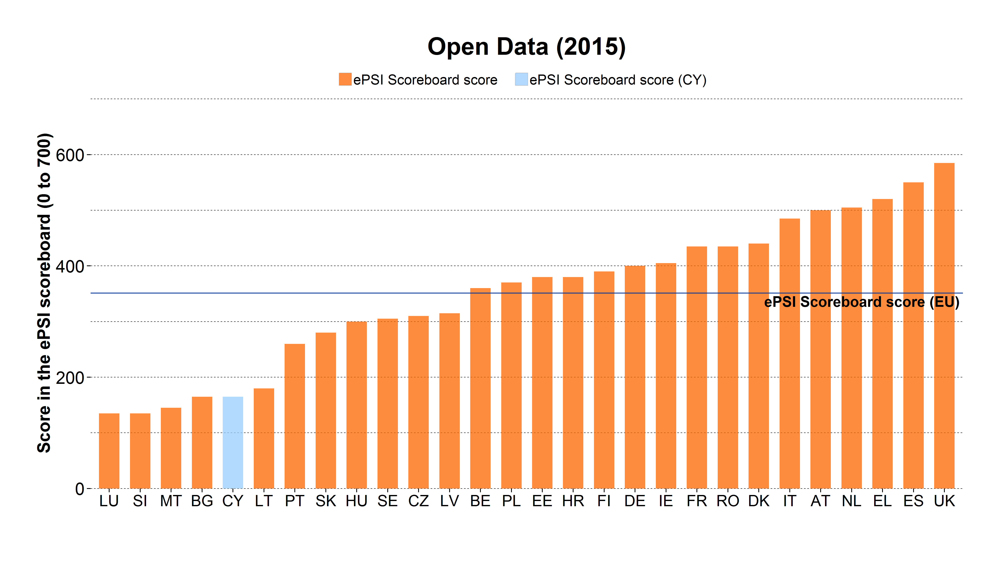 Open Data (2015)
ePSI Scoreboard score ePSI Scoreboard score (CY)
Score in the ePSI scoreboard (0 to 700)
600
400
200
0
ePSI Scoreboard score (EU)
LU SI MT BG CY LT PT SK HU SE CZ LV BE PL EE HR FI DE IE FR RO DK IT AT NL EL ES UK